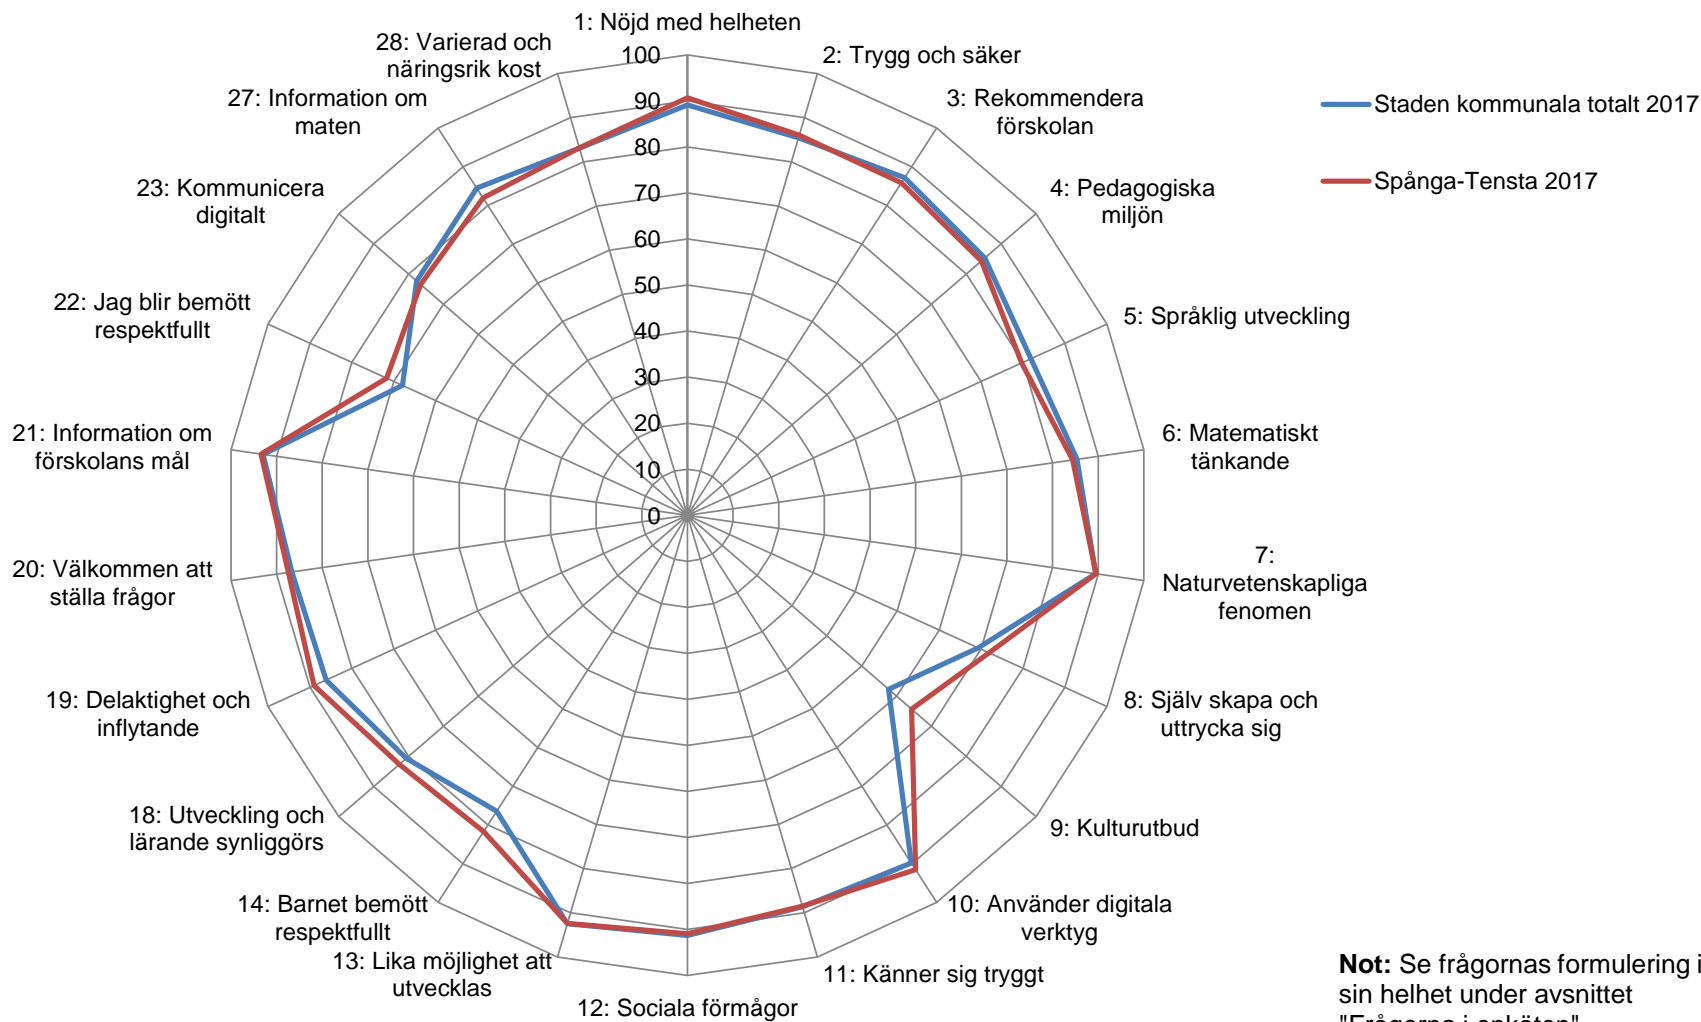 1: Nöjd med helheten
2: Trygg och säker
3: Rekommendera
förskolan
4: Pedagogiska
miljön
5: Språklig utveckling
6: Matematiskt
tänkande
7:
Naturvetenskapliga
fenomen
8: Själv skapa och
uttrycka sig
9: Kulturutbud
10: Använder digitala
verktyg
11: Känner sig tryggt
12: Sociala förmågor
13: Lika möjlighet att
utvecklas
14: Barnet bemött
respektfullt
18: Utveckling och
lärande synliggörs
19: Delaktighet och
inflytande
20: Välkommen att
ställa frågor
21: Information om
förskolans mål
22: Jag blir bemött
respektfullt
23: Kommunicera
digitalt
27: Information om
maten
28: Varierad och
näringsrik kost
100
90
80
70
60
50
40
30
20
10
0
Staden kommunala totalt 2017
Spånga-Tensta 2017
Not: Se frågornas formulering i
sin helhet under avsnittet
"Frågorna i enkäten"